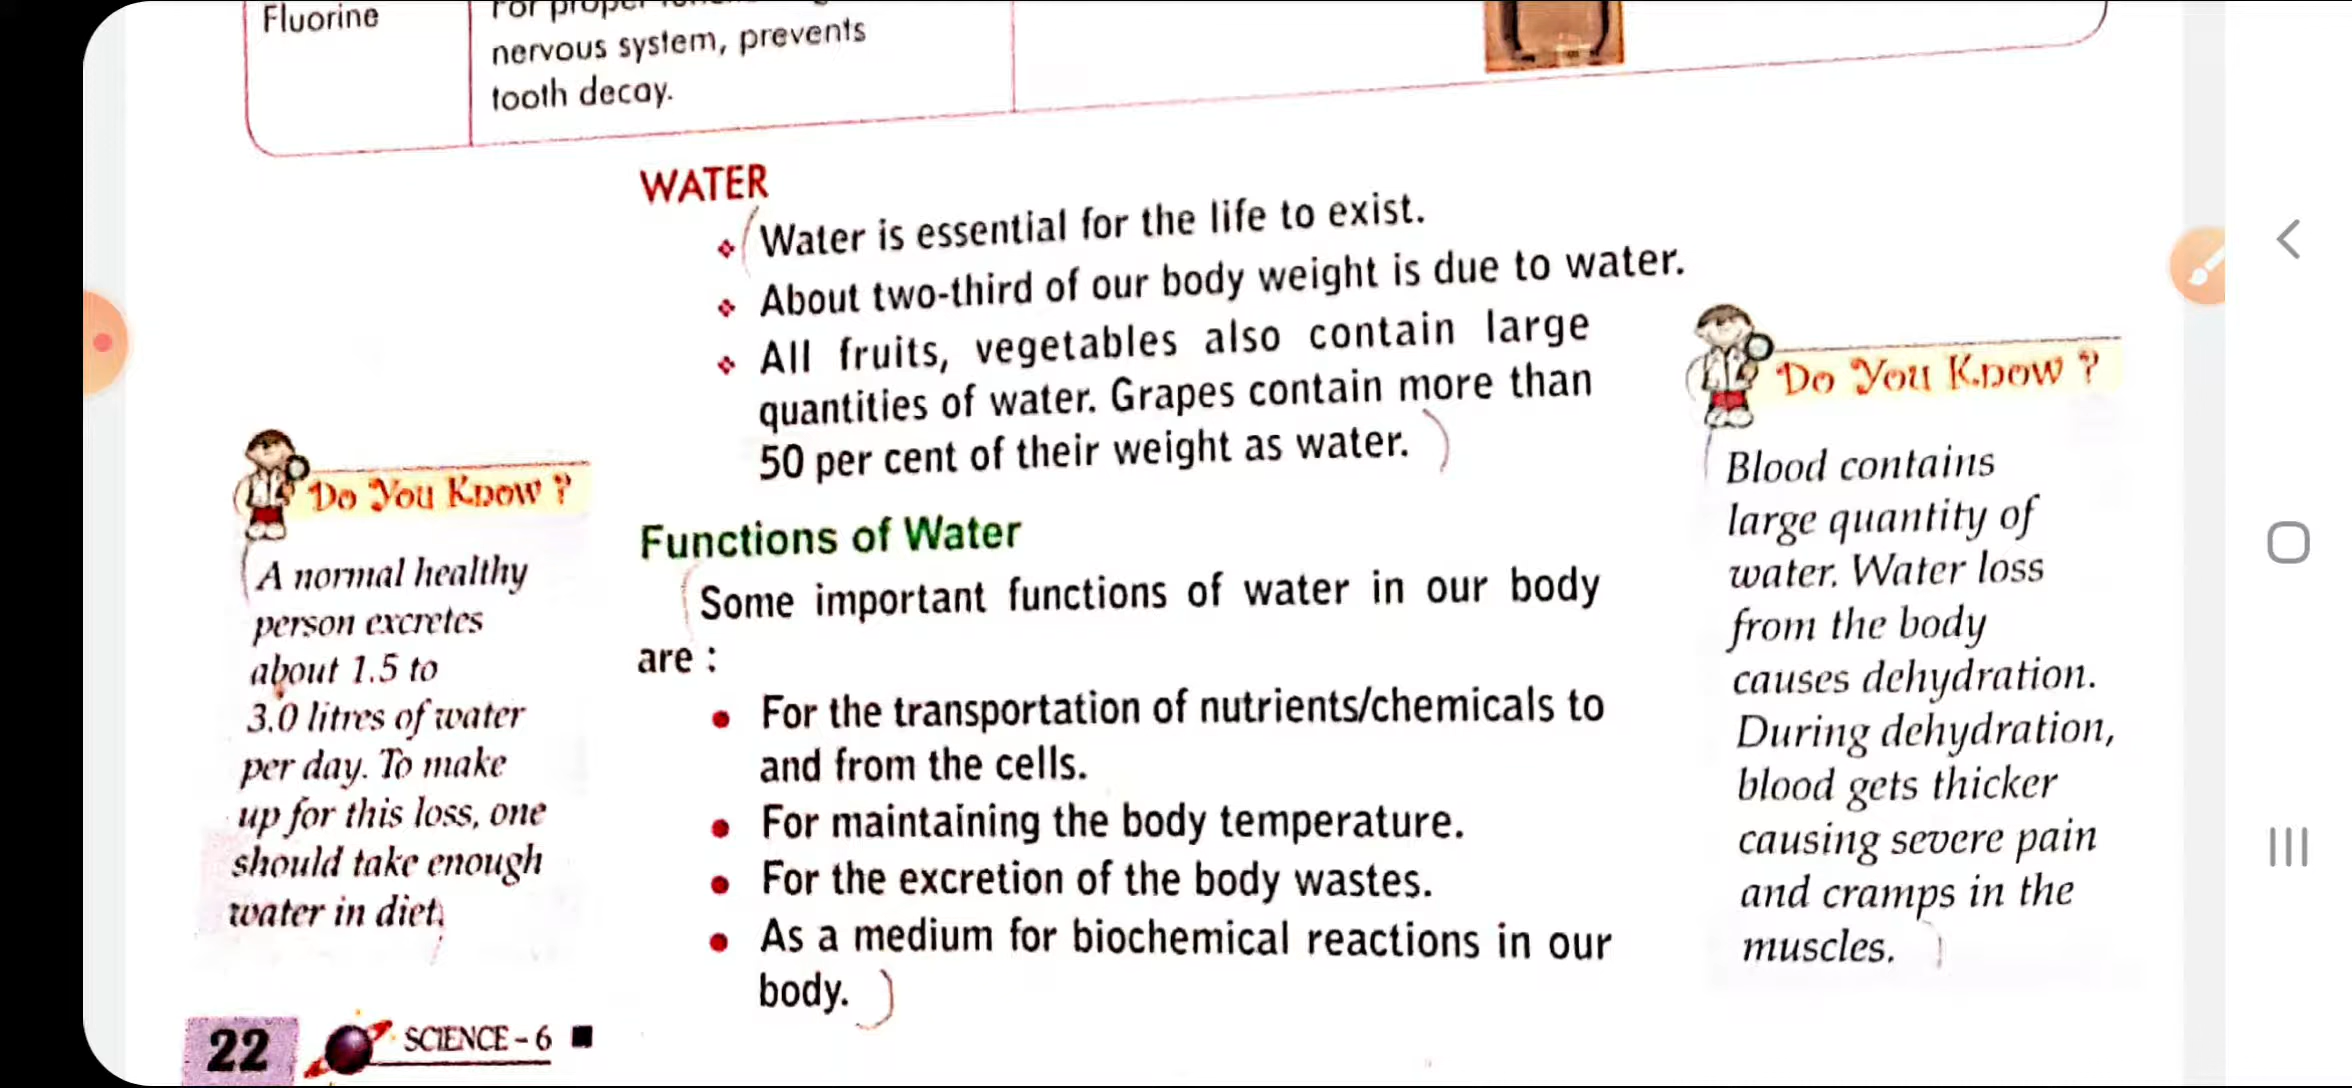 Fluorine
nervous system, prevents
tooth decay.
WATER
Water is essential for the life to exist.
About two-third of our body weight is due to water.
All fruits, vegetables also contain large
quantities of water. Grapes contain more than
50 per cent of their weight as water.
Do You Know ?
A normal healthy
person excretes
about 1.5 to
3.0 litres of water
per day. To make
up for this loss, one
should take enough
water in diet.
Functions of Water
Some important functions of water in our body
are :
For the transportation of nutrients/chemicals to
and from the cells.
For maintaining the body temperature.
For the excretion of the body wastes.
As a medium for biochemical reactions in our
body.
Do You Know ?
Blood contains
large quantity of
water. Water loss
from the body
causes dehydration.
During dehydration,
blood gets thicker
causing severe pain
and cramps in the
muscles.
22
SCIENCE - 6